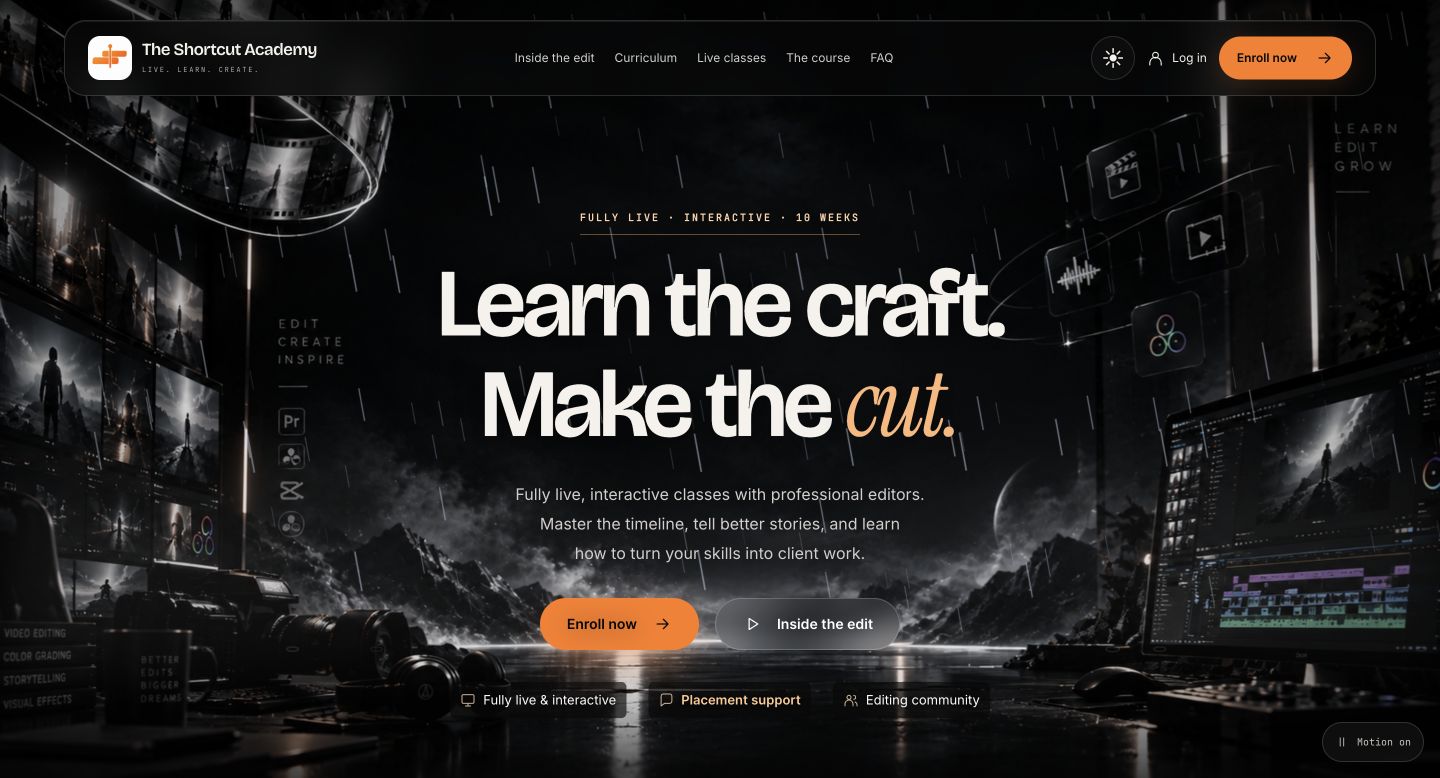 The Shortcut Academy
LIVE. LEARN. CREATE.
Inside the edit
Curriculum
Live classes
The course
FAQ
Log in
Enroll now
LEARN
EDIT
GROW
FULLY LIVE · INTERACTIVE · 10 WEEKS
Learn the craft.
Make the cut.
EDIT
CREATE
INSPIRE
Pr
Fully live, interactive classes with professional editors.
Master the timeline, tell better stories, and learn
how to turn your skills into client work.
Enroll now
Inside the edit
VIDEO EDITING
COLOR GRADING
STORYTELLING
VISUAL EFFECTS
BETTER
EDITS
BIGGER
DREAMS
Fully live & interactive
Placement support
Editing community
Motion on